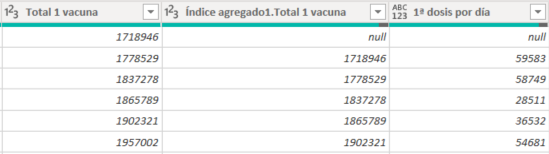 1²3 Total 1 vacuna 1²3 Índice agregado1.Total 1 vacuna ABC 123 1ª dosis por día
1718946 null null
1778529 1718946 59583
1837278 1778529 58749
1865789 1837278 28511
1902321 1865789 36532
1957002 1902321 54681